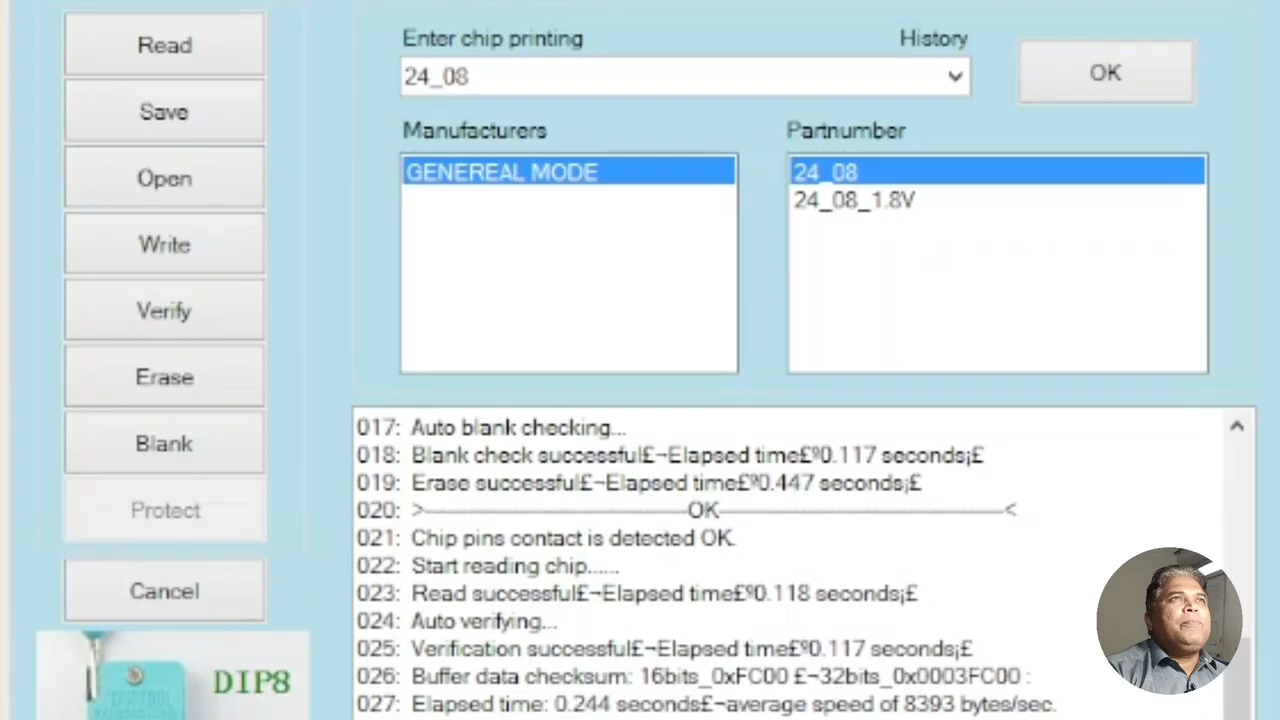 Read
Save
Open
Write
Verify
Erase
Blank
Protect
Cancel
DIP8
Enter chip printing
History
24_08
OK
Manufacturers
Partnumber
GENEREAL MODE
24_08
24_08_1.8V
017: Auto blank checking...
018: Blank check successful£¬Elapsed time£º0.117 seconds¡£
019: Erase successful£¬Elapsed time£º0.447 seconds¡£
020: >------------------------------OK------------------------------<
021: Chip pins contact is detected OK.
022: Start reading chip......
023: Read successful£¬Elapsed time£º0.118 seconds¡£
024: Auto verifying...
025: Verification successful£¬Elapsed time£º0.117 seconds¡£
026: Buffer data checksum: 16bits_0xFC00 £¬32bits_0x0003FC00 :
027: Elapsed time: 0.244 seconds£¬average speed of 8393 bytes/sec.